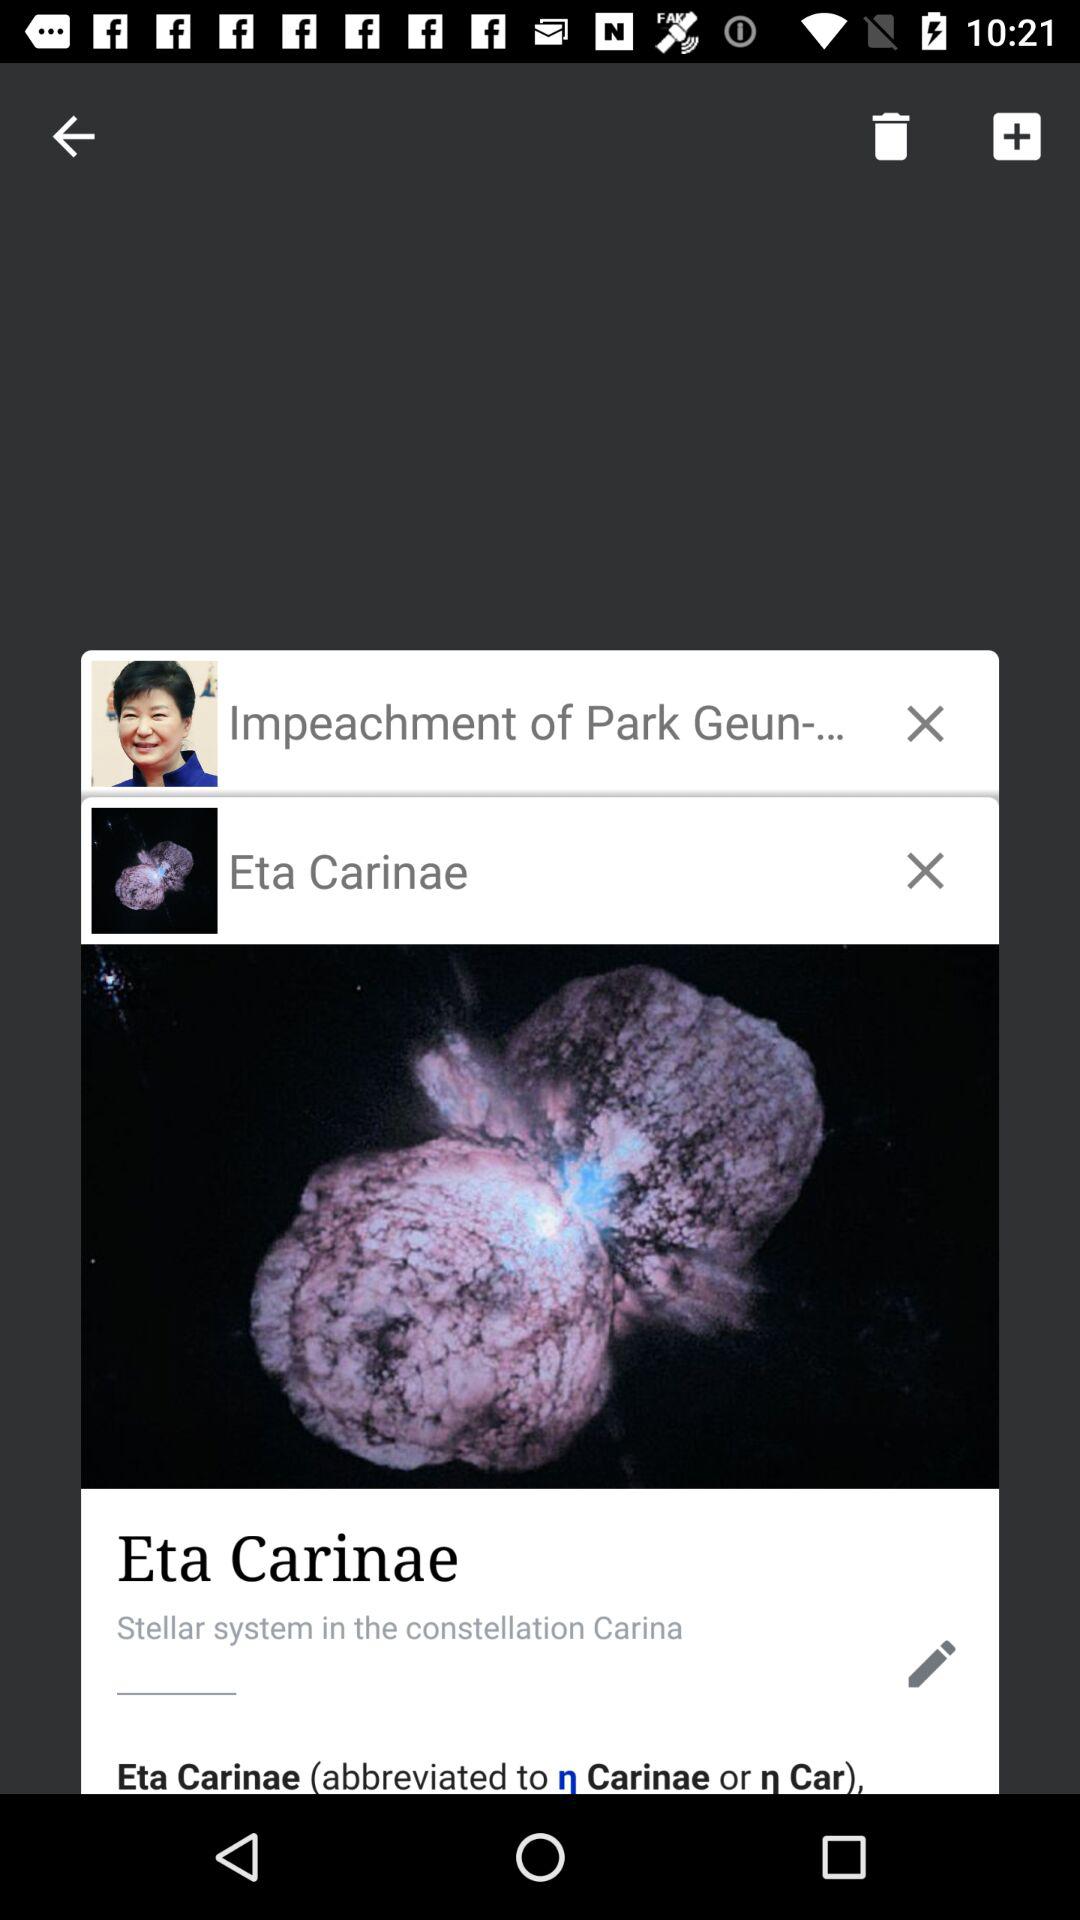 FAKE
10:21
Impeachment of Park Geun-...
Eta Carinae
Eta Carinae
Stellar system in the constellation Carina
Eta Carinae (abbreviated to η Carinae or η Car),